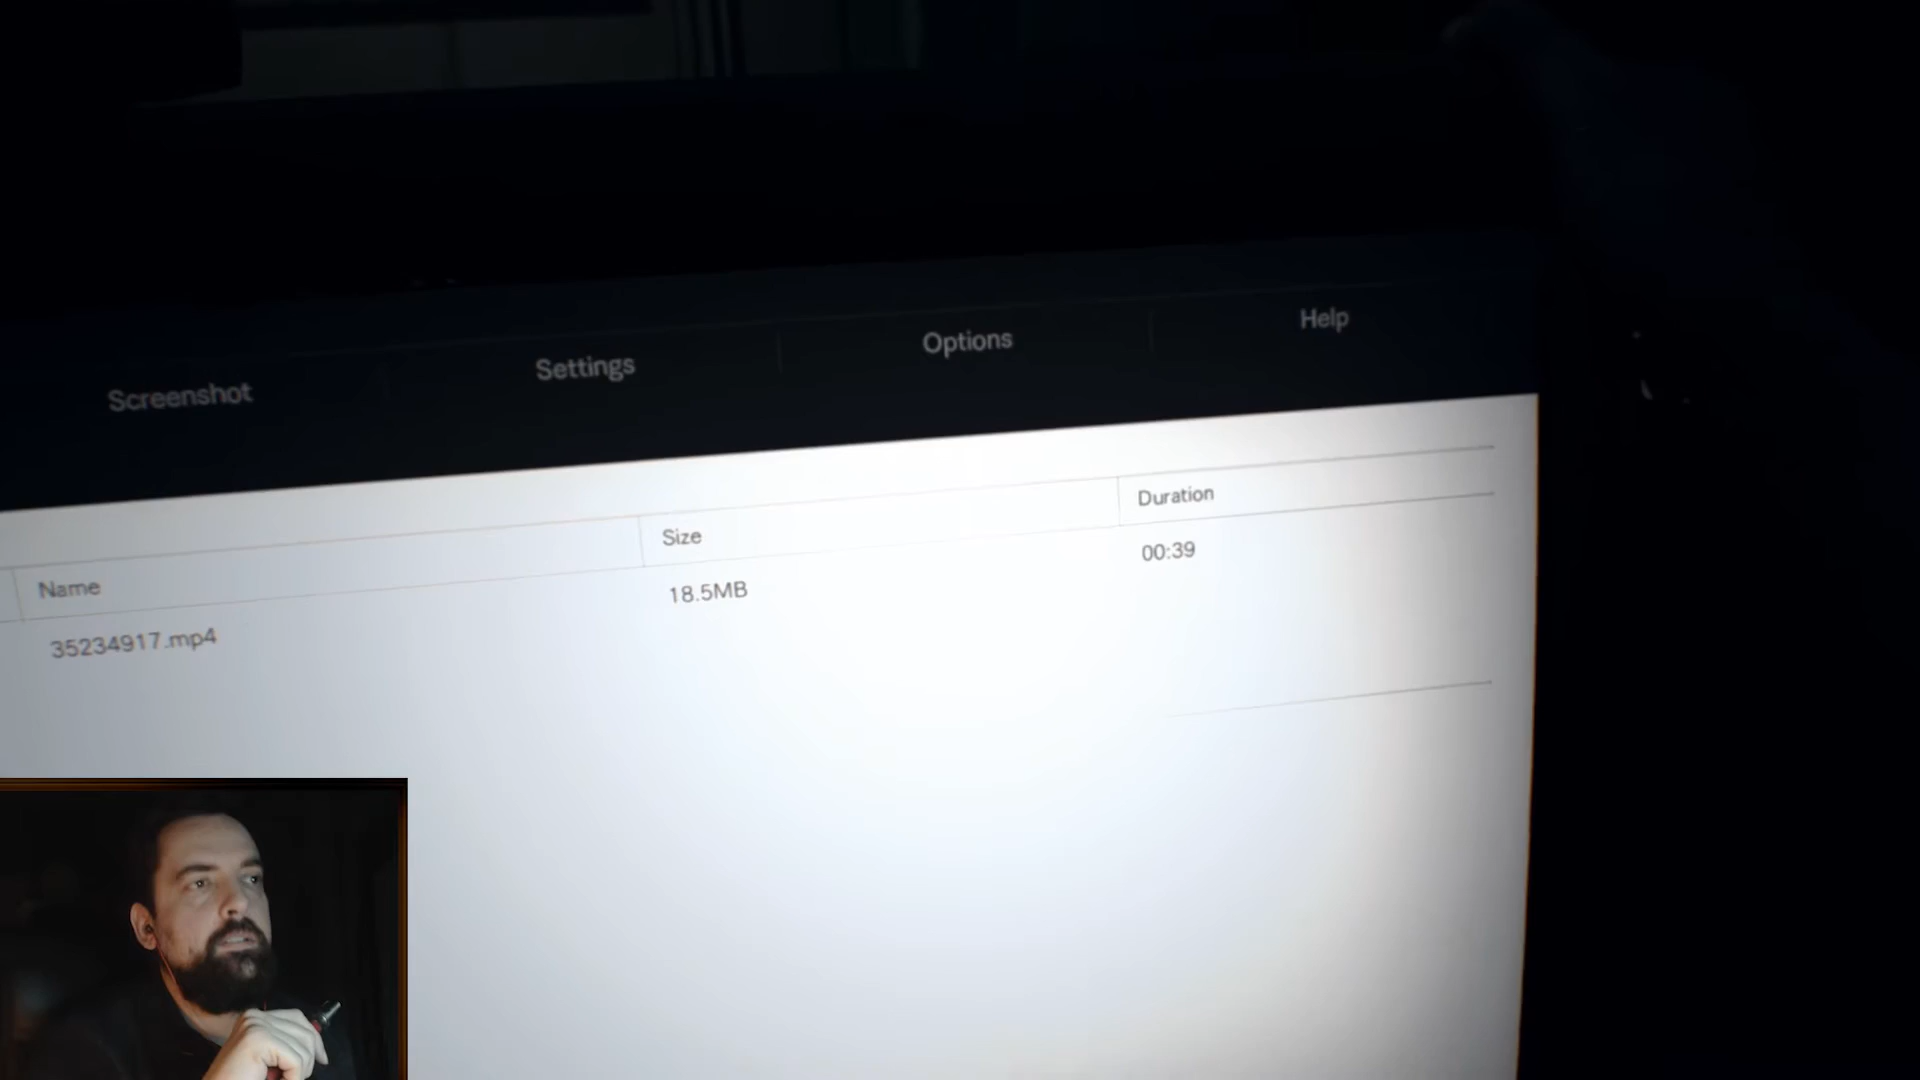 Screenshot Settings Options Help
Name Size Duration
35234917.mp4 18.5MB 00:39